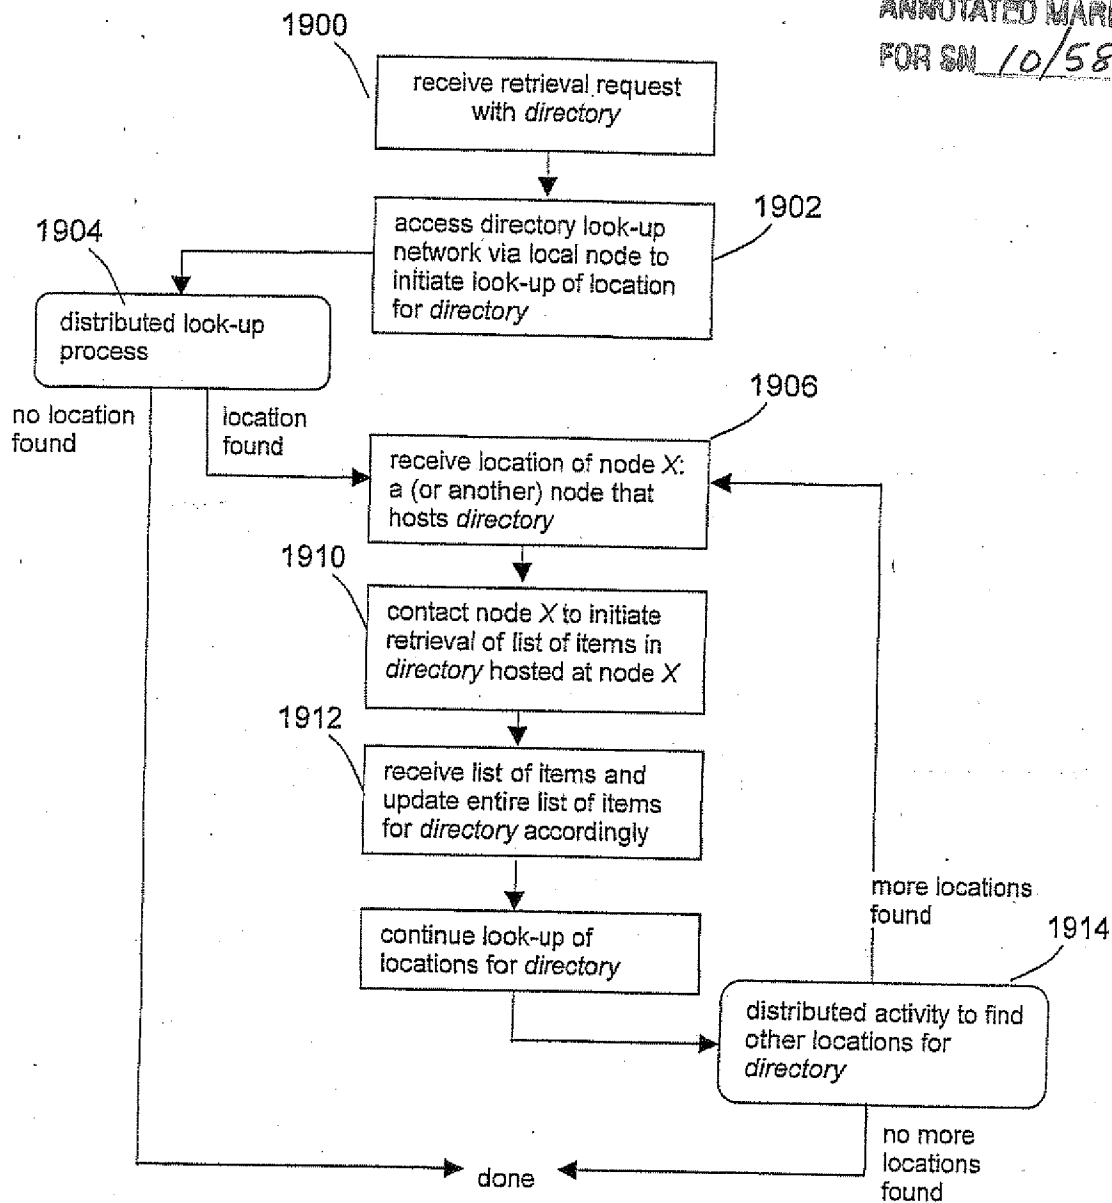 ANNOTATED
FOR SN 10/58
1900
receive retrieval request
with directory
1902
access directory look-up
network via local node to
initiate look-up of location
for directory
1904
distributed look-up
process
no location
found
location
found
1906
receive location of node X:
a (or another) node that
hosts directory
1910
contact node X to initiate
retrieval of list of items in
directory hosted at node X
1912
receive list of items and
update entire list of items
for directory accordingly
more locations
found
continue look-up of
locations for directory
1914
distributed activity to find
other locations for
directory
no more
locations
found
done